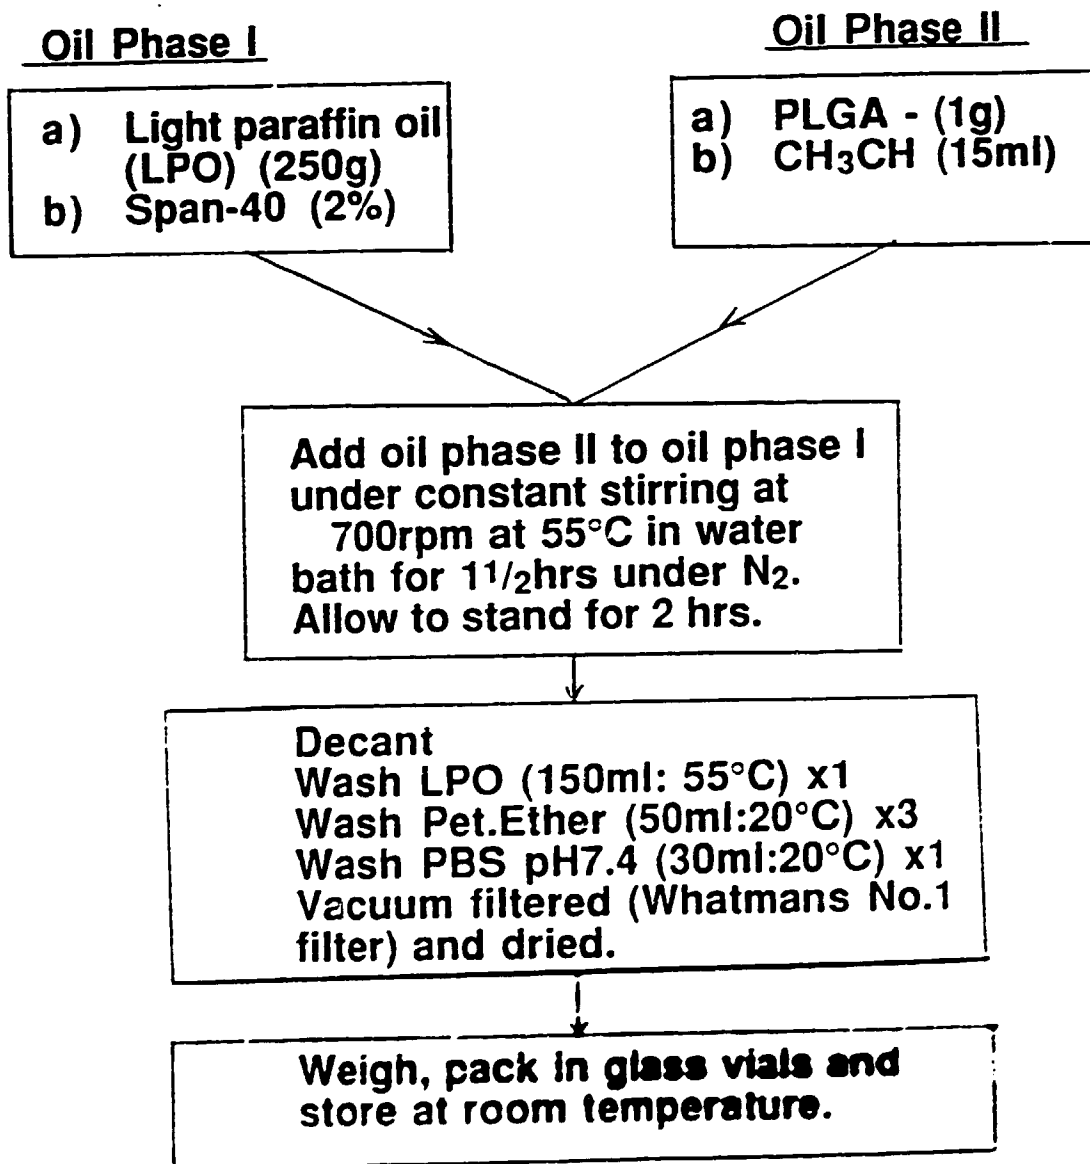 Oil Phase I
a) Light paraffin oil
(LPO) (250g)
b) Span-40 (2%)
Oil Phase II
a) PLGA - (1g)
b) CH₃CH (15ml)
Add oil phase II to oil phase I
under constant stirring at
700rpm at 55°C in water
bath for 1 1/2hrs under N₂.
Allow to stand for 2 hrs.
Decant
Wash LPO (150ml: 55°C) x1
Wash Pet.Ether (50ml:20°C) x3
Wash PBS pH7.4 (30ml:20°C) x1
Vacuum filtered (Whatmans No.1
filter) and dried.
Weigh, pack in glass vials and
store at room temperature.